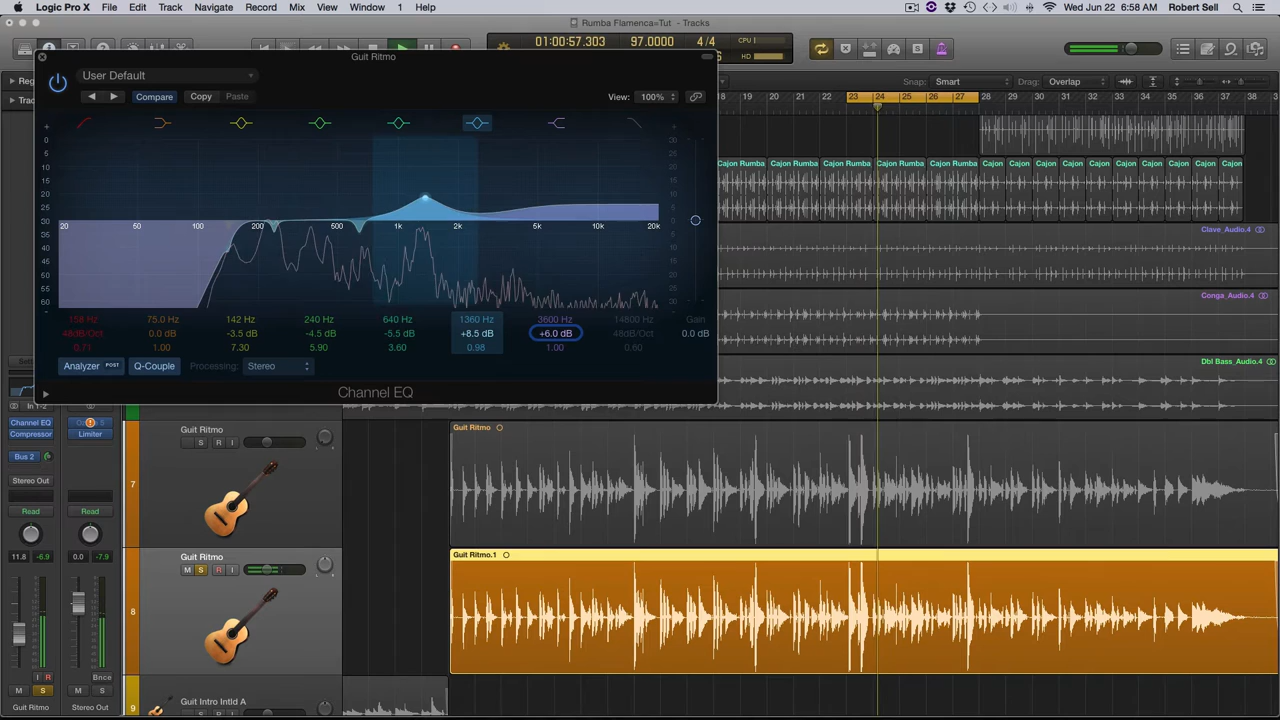 Logic Pro X File Edit Track Navigate Record Mix View Window 1 Help Wed Jun 22 6:58 AM Robert Sell
Rumba Flamenca=Tut - Tracks
01:00:57.303 97.0000 4/4 CPU
HD
Guit Ritmo
User Default
Compare Copy Paste View: 100%
Snap: Smart Drag: Overlap
18 19 20 21 22 23 24 25 26 27 28 29 30 31 32 33 34 35 36 37 38
20 50 100 200 500 1k 2k 5k 10k 20k
158 Hz 75.0 Hz 142 Hz 240 Hz 640 Hz 1360 Hz 3600 Hz 14800 Hz Gain
48dB/Oct 0.0 dB -3.5 dB -4.5 dB -5.5 dB +8.5 dB +6.0 dB 48dB/Oct 0.0 dB
0.71 1.00 7.30 5.90 3.60 0.98 1.00 0.60
Analyzer POST Q-Couple Processing: Stereo
Channel EQ
Cajon Rumba Cajon Rumba Cajon Rumba Cajon Rumba Cajon Rumba Cajon Cajon Cajon Cajon Cajon Cajon Cajon Cajon Cajon Cajon
Clave_Audio.4
Conga_Audio.4
Dbl Bass_Audio.4
In 1-2
Channel EQ
Compressor Limiter
Bus 2
Stereo Out
Read Read
11.8 -6.9 0.0 -7.9
I R Bnce
M S M S
Guit Ritmo Stereo Out
7
Guit Ritmo
S R I
Guit Ritmo
8
Guit Ritmo
M S R I
Guit Ritmo.1
9
Guit Intro Intld A